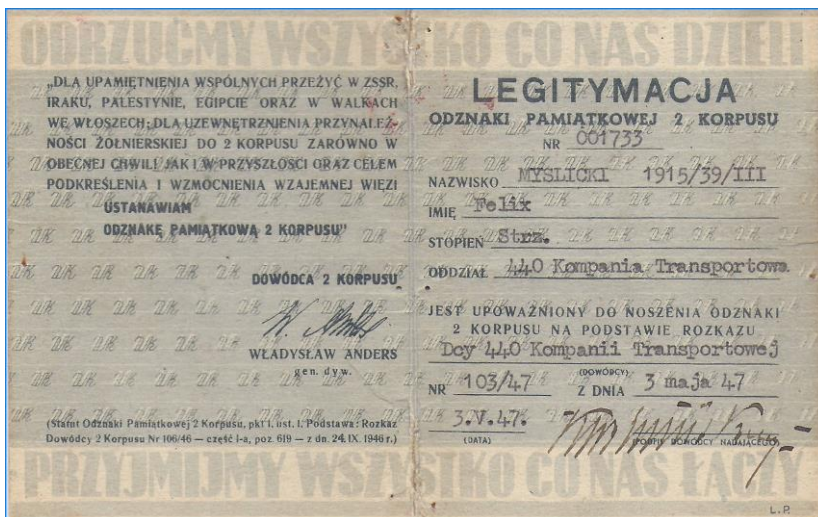 ODRZUĆMY WSZYSTKO CO NAS DZIELI
„DLA UPAMIĘTNIENIA WSPÓLNYCH PRZEŻYĆ W ZSSR,
IRAKU, PALESTYNIE, EGIPCIE ORAZ W WALKACH
WE WŁOSZECH; DLA UZEWNĘTRZNIENIA PRZYNALEŻ-
NOŚCI ŻOŁNIERSKIEJ DO 2 KORPUSU ZARÓWNO W
OBECNEJ CHWILI JAK I W PRZYSZŁOŚCI ORAZ CELEM
PODKREŚLENIA I WZMOCNIENIA WZAJEMNEJ WIĘZI
USTANAWIAM
ODZNAKĘ PAMIĄTKOWĄ 2 KORPUSU”
DOWÓDCA 2 KORPUSU
WŁADYSŁAW ANDERS
gen. dyw.
(Statut Odznaki Pamiątkowej 2 Korpusu, pkt 1. ust. 1. Podstawa: Rozkaz
Dowódcy 2 Korpusu Nr 106/46 — część I-a, poz. 619 — z dn. 24. IX. 1946 r.)
LEGITYMACJA
ODZNAKI PAMIĄTKOWEJ 2 KORPUSU
NR 001733
NAZWISKO MYSLICKI 1915/39/III
IMIĘ Felix
STOPIEŃ Strz.
ODDZIAŁ 440 Kompania Transportowa
JEST UPOWAŻNIONY DO NOSZENIA ODZNAKI
2 KORPUSU NA PODSTAWIE ROZKAZU
Dcy 440 Kompanii Transportowej
(DOWÓDCY)
NR 103/47 Z DNIA 3 maja 47
3.V.47.
(DATA) (PODPIS DOWÓDCY NADAJĄCEGO)
PRZYJMIJMY WSZYSTKO CO NAS ŁĄCZY
L.P.